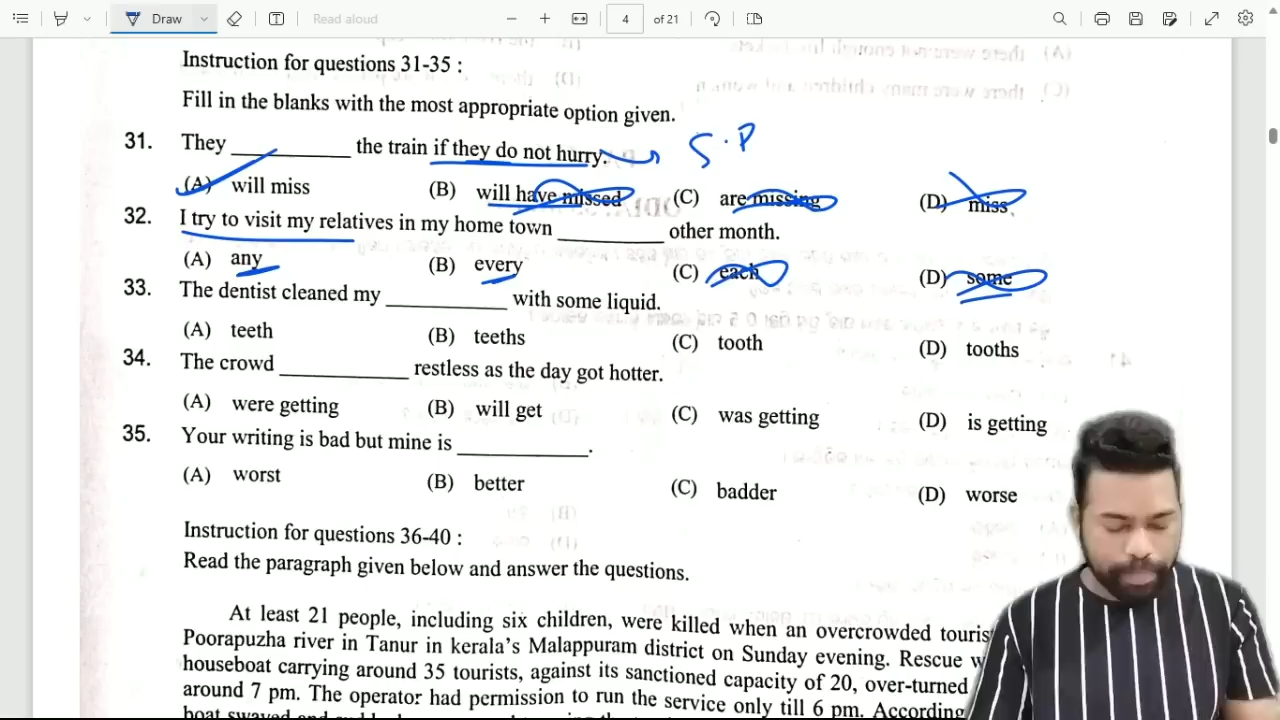 Draw
Read aloud
4
of 21
Instruction for questions 31-35 :
Fill in the blanks with the most appropriate option given.
31. They __________ the train if they do not hurry. S.P
(A) will miss (B) will have missed (C) are missing (D) miss
32. I try to visit my relatives in my home town __________ other month.
(A) any (B) every (C) each (D) some
33. The dentist cleaned my __________ with some liquid.
(A) teeth (B) teeths (C) tooth (D) tooths
34. The crowd __________ restless as the day got hotter.
(A) were getting (B) will get (C) was getting (D) is getting
35. Your writing is bad but mine is __________.
(A) worst (B) better (C) badder (D) worse
Instruction for questions 36-40 :
Read the paragraph given below and answer the questions.
At least 21 people, including six children, were killed when an overcrowded
Poorapuzha river in Tanur in kerala's Malappuram district on Sunday evening. Rescue
houseboat carrying around 35 tourists, against its sanctioned capacity of 20, over-turned
around 7 pm. The operator had permission to run the service only till 6 pm. According
boat swayed and